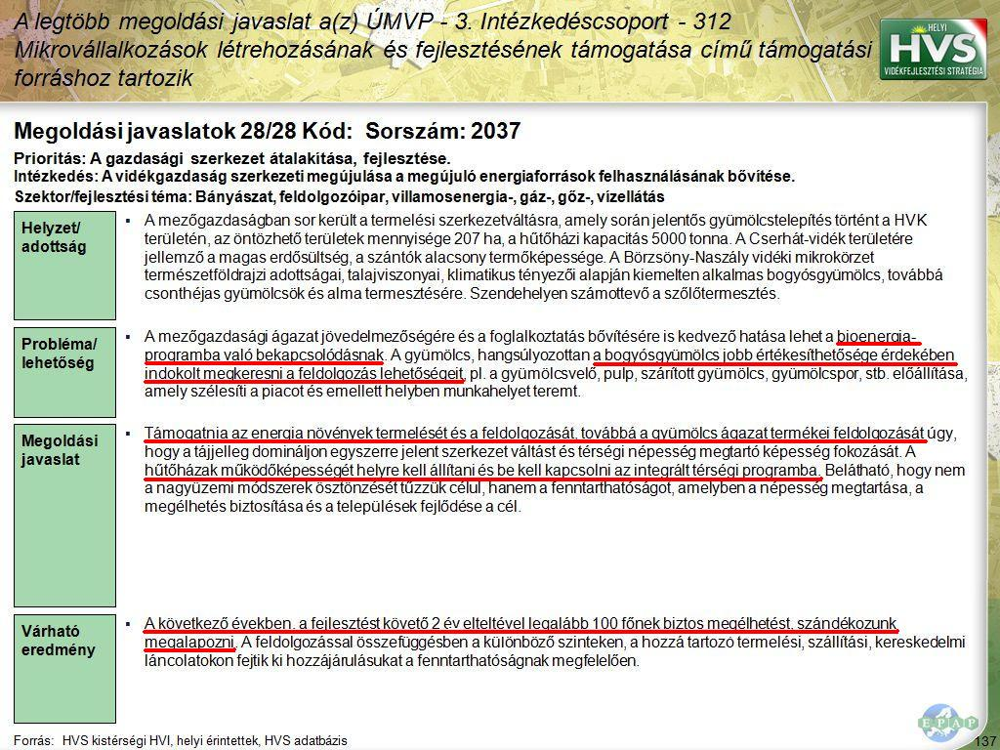 A legtöbb megoldási javaslat a(z) ÚMVP - 3. Intézkedéscsoport - 312
Mikrovállalkozások létrehozásának és fejlesztésének támogatása című támogatási
forráshoz tartozik
HELYI
HVS
VIDÉKFEJLESZTÉSI STRATÉGIA
Megoldási javaslatok 28/28 Kód:  Sorszám: 2037
Prioritás: A gazdasági szerkezet átalakítása, fejlesztése.
Intézkedés: A vidékgazdaság szerkezeti megújulása a megújuló energiaforrások felhasználásának bővítése.
Szektor/fejlesztési téma: Bányászat, feldolgozóipar, villamosenergia-, gáz-, gőz-, vízellátás
Helyzet/
adottság
▪ A mezőgazdaságban sor került a termelési szerkezetváltásra, amely során jelentős gyümölcstelepítés történt a HVK
területén, az öntözhető területek mennyisége 207 ha, a hűtőházi kapacitás 5000 tonna. A Cserhát-vidék területére
jellemző a magas erdősültség, a szántók alacsony termőképessége. A Börzsöny-Naszály vidéki mikrokörzet
természetföldrajzi adottságai, talajviszonyai, klimatikus tényezői alapján kiemelten alkalmas bogyósgyümölcs, továbbá
csonthéjas gyümölcsök és alma termesztésére. Szendehelyen számottevő a szőlőtermesztés.
Probléma/
lehetőség
▪ A mezőgazdasági ágazat jövedelmezőségére és a foglalkoztatás bővítésére is kedvező hatása lehet a bioenergia-
programba való bekapcsolódásnak. A gyümölcs, hangsúlyozottan a bogyósgyümölcs jobb értékesíthetősége érdekében
indokolt megkeresni a feldolgozás lehetőségeit, pl. a gyümölcsvelő, pulp, szárított gyümölcs, gyümölcspor, stb. előállítása,
amely szélesíti a piacot és emellett helyben munkahelyet teremt.
Megoldási
javaslat
▪ Támogatnia az energia növények termelését és a feldolgozását, továbbá a gyümölcs ágazat termékei feldolgozását úgy,
hogy a tájjelleg domináljon egyszerre jelent szerkezet váltást és térségi népesség megtartó képesség fokozását. A
hűtőházak működőképességét helyre kell állítani és be kell kapcsolni az integrált térségi programba. Belátható, hogy nem
a nagyüzemi módszerek ösztönzését tűzzük célul, hanem a fenntarthatóságot, amelyben a népesség megtartása, a
megélhetés biztosítása és a települések fejlődése a cél.
Várható
eredmény
▪ A következő években. a fejlesztést követő 2 év elteltével legalább 100 főnek biztos megélhetést. szándékozunk
megalapozni. A feldolgozással összefüggésben a különböző szinteken, a hozzá tartozó termelési, szállítási, kereskedelmi
láncolatokon fejtik ki hozzájárulásukat a fenntarthatóságnak megfelelően.
EPAP
Forrás:  HVS kistérségi HVI, helyi érintettek, HVS adatbázis
137